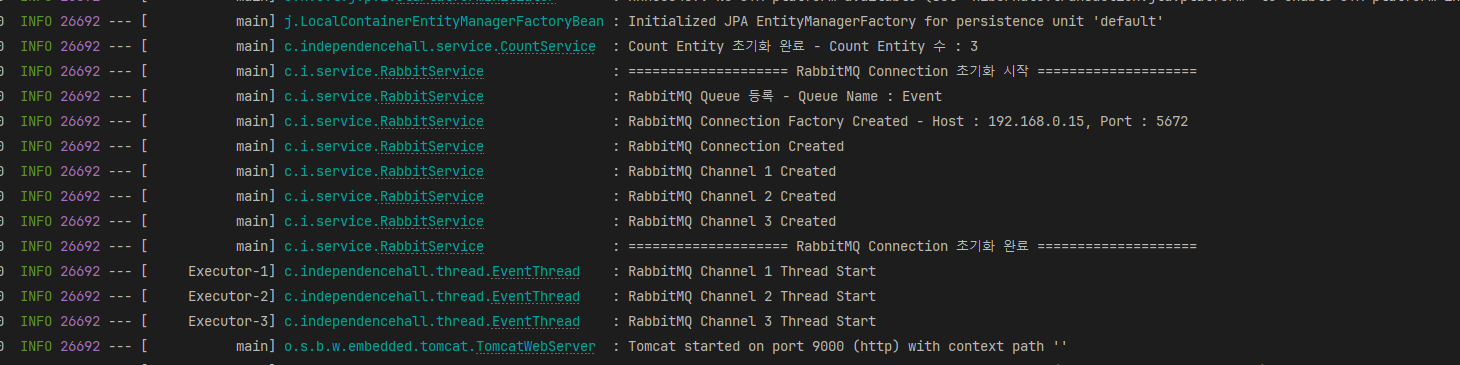 j.LocalContainerEntityManagerFactoryBean : Initialized JPA EntityManagerFactory for persistence unit 'default'
0 INFO 26692 --- [ main] c.independencehall.service.CountService : Count Entity 초기화 완료 - Count Entity 수 : 3
0 INFO 26692 --- [ main] c.i.service.RabbitService : ==================== RabbitMQ Connection 초기화 시작 ====================
0 INFO 26692 --- [ main] c.i.service.RabbitService : RabbitMQ Queue 등록 - Queue Name : Event
0 INFO 26692 --- [ main] c.i.service.RabbitService : RabbitMQ Connection Factory Created - Host : 192.168.0.15, Port : 5672
0 INFO 26692 --- [ main] c.i.service.RabbitService : RabbitMQ Connection Created
0 INFO 26692 --- [ main] c.i.service.RabbitService : RabbitMQ Channel 1 Created
0 INFO 26692 --- [ main] c.i.service.RabbitService : RabbitMQ Channel 2 Created
0 INFO 26692 --- [ main] c.i.service.RabbitService : RabbitMQ Channel 3 Created
0 INFO 26692 --- [ main] c.i.service.RabbitService : ==================== RabbitMQ Connection 초기화 완료 ====================
0 INFO 26692 --- [ Executor-1] c.independencehall.thread.EventThread : RabbitMQ Channel 1 Thread Start
0 INFO 26692 --- [ Executor-2] c.independencehall.thread.EventThread : RabbitMQ Channel 2 Thread Start
0 INFO 26692 --- [ Executor-3] c.independencehall.thread.EventThread : RabbitMQ Channel 3 Thread Start
0 INFO 26692 --- [ main] o.s.b.w.embedded.tomcat.TomcatWebServer : Tomcat started on port 9000 (http) with context path ''